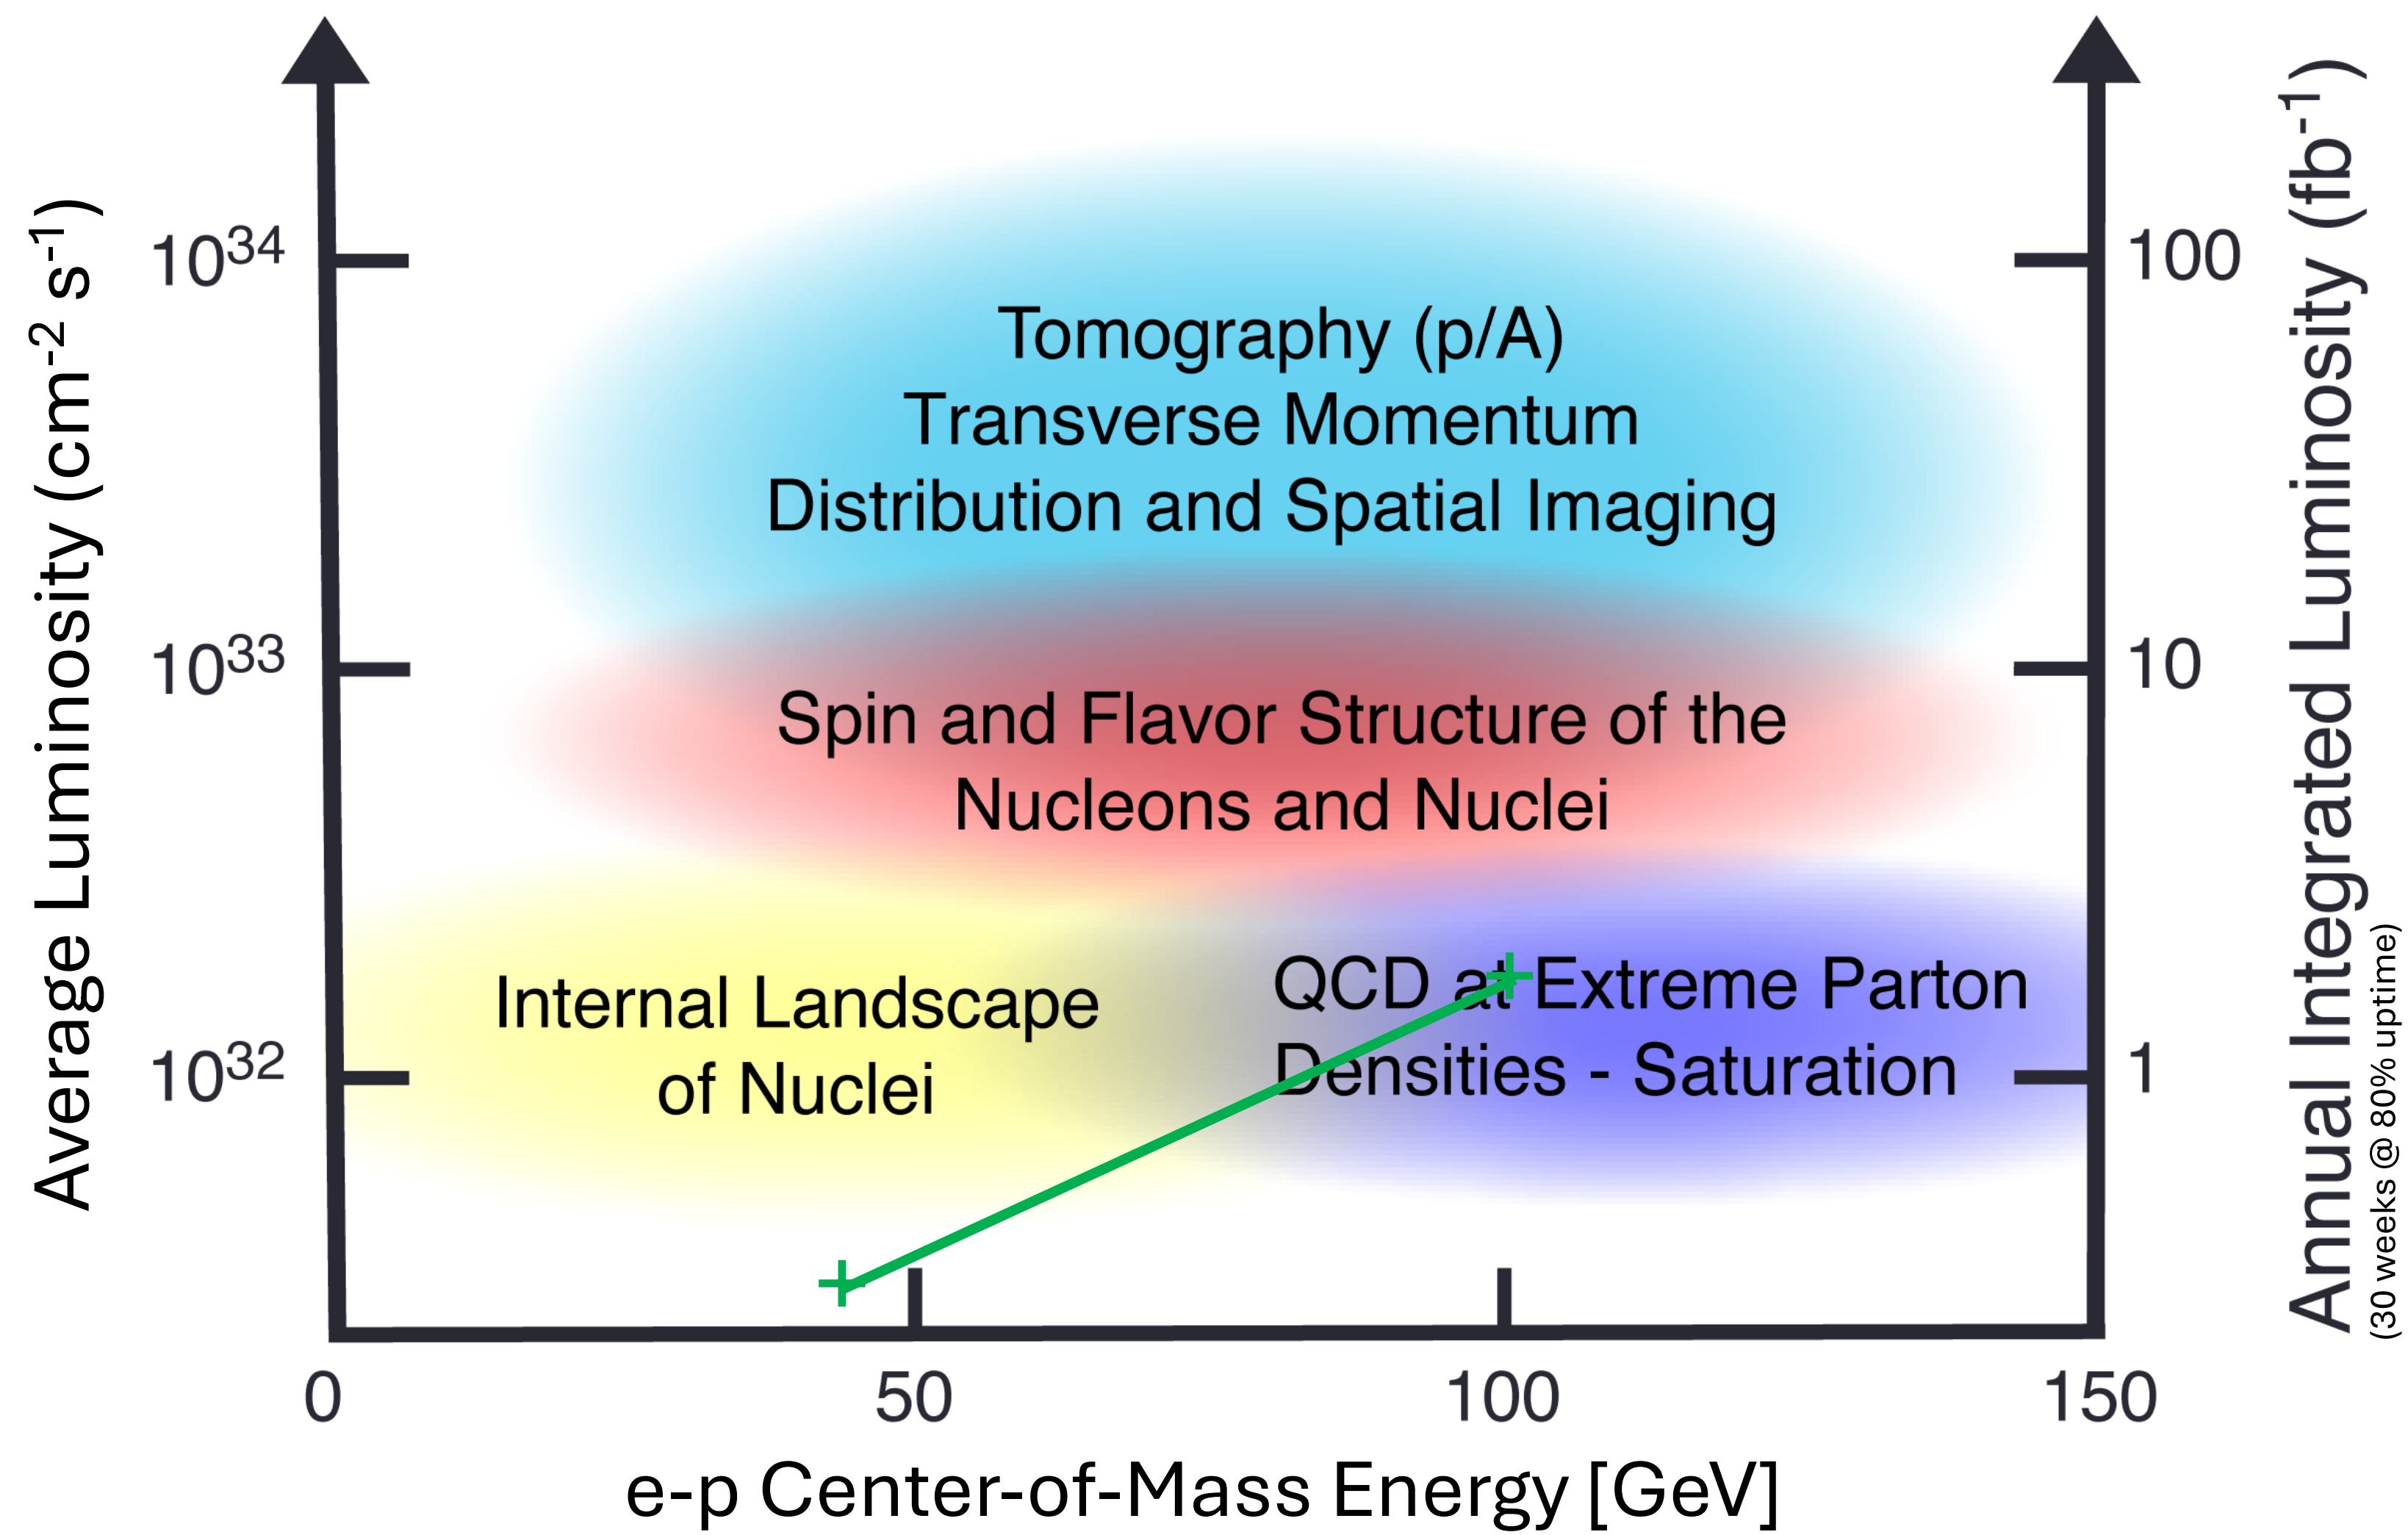 Average Luminosity (cm⁻² s⁻¹)
10³⁴
10³³
10³²
Tomography (p/A)
Transverse Momentum
Distribution and Spatial Imaging
Spin and Flavor Structure of the
Nucleons and Nuclei
Internal Landscape
of Nuclei
QCD at Extreme Parton
Densities - Saturation
100
10
1
Annual Integrated Luminosity (fb⁻¹)
(30 weeks @ 80% uptime)
0
50
100
150
e-p Center-of-Mass Energy [GeV]